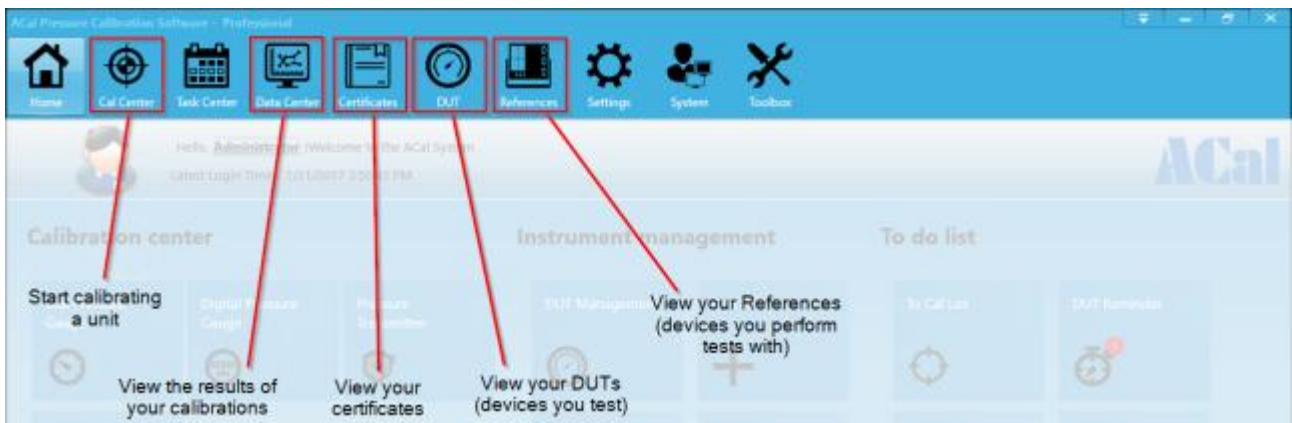 ACal Pressure Calibration Software - Professional
Home
Cal Center
Task Center
Data Center
Certificates
DUT
References
Settings
System
Toolbox
Hello, Administrator
Welcome to the ACal System
Latest Login Time:
ACal
Calibration center
Instrument management
To do list
Start calibrating
a unit
Digital Pressure
Gauge
Pressure
Transmitter
DUT Management
To Cal List
DUT Reminder
View your References
(devices you perform
tests with)
View the results of
your calibrations
View your
certificates
View your DUTs
(devices you test)